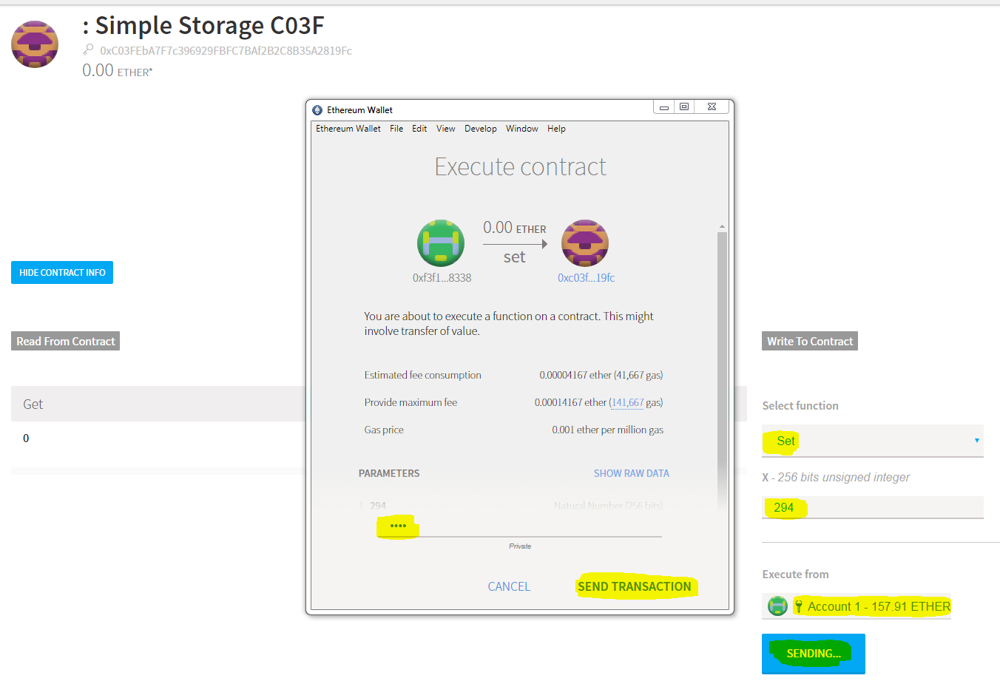 : Simple Storage C03F
0xC03FEbA7F7c396929FBFC7BAf2B2C8B35A2819Fc
0.00 ETHER*
HIDE CONTRACT INFO
Read From Contract
Get
0
Ethereum Wallet
Ethereum Wallet File Edit View Develop Window Help
Execute contract
0.00 ETHER
set
0xf3f1...8338
0xc03f...19fc
You are about to execute a function on a contract. This might
involve transfer of value.
Estimated fee consumption 0.00004167 ether (41,667 gas)
Provide maximum fee 0.00014167 ether (141,667 gas)
Gas price 0.001 ether per million gas
PARAMETERS SHOW RAW DATA
1 294 Natural Number (256 bits)
••••
Private
CANCEL SEND TRANSACTION
Write To Contract
Select function
Set
X - 256 bits unsigned integer
294
Execute from
Account 1 - 157.91 ETHER
SENDING...